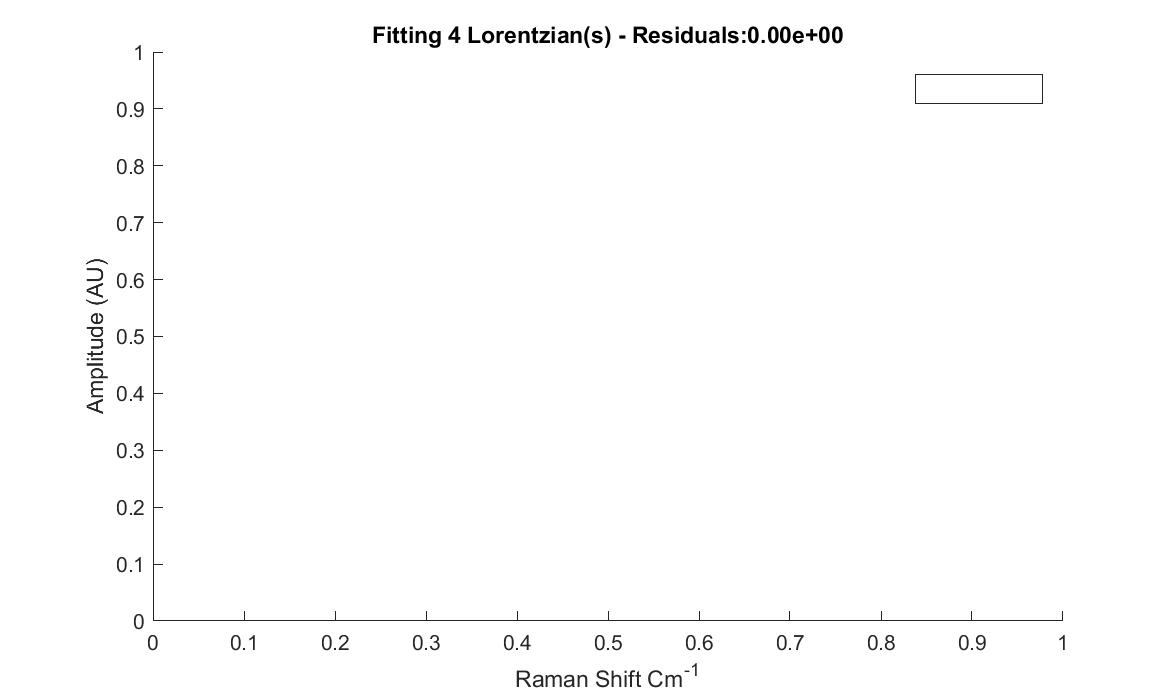 Fitting 4 Lorentzian(s) - Residuals:0.00e+00
1
0.9
0.8
0.7
0.6
0.5
0.4
0.3
0.2
0.1
0
Amplitude (AU)
0 0.1 0.2 0.3 0.4 0.5 0.6 0.7 0.8 0.9 1
Raman Shift Cm⁻¹